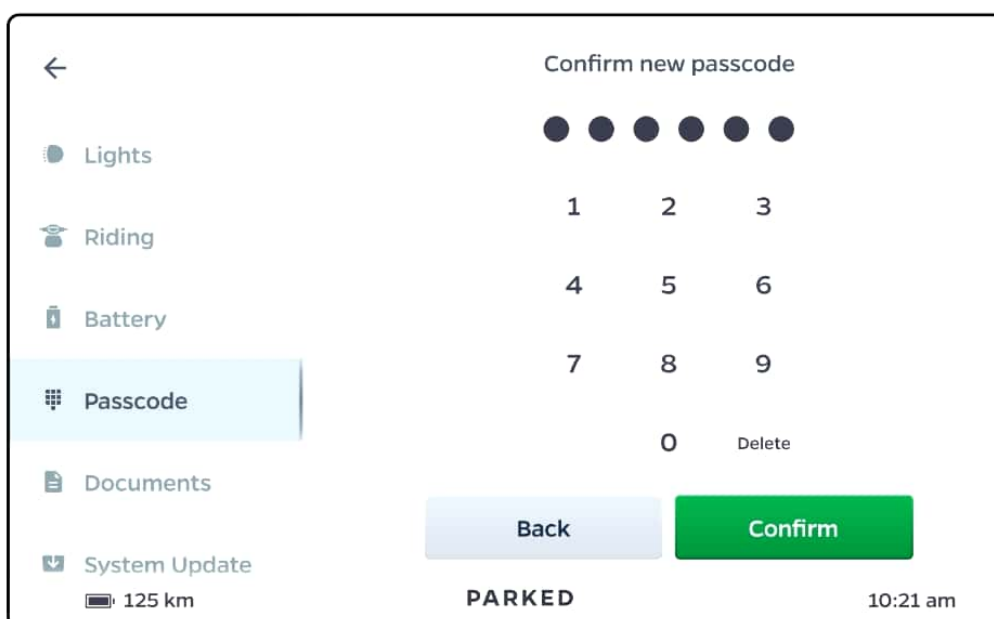 Confirm new passcode
Lights
Riding
Battery
Passcode
Documents
System Update
1 2 3
4 5 6
7 8 9
0 Delete
Back Confirm
125 km PARKED 10:21 am